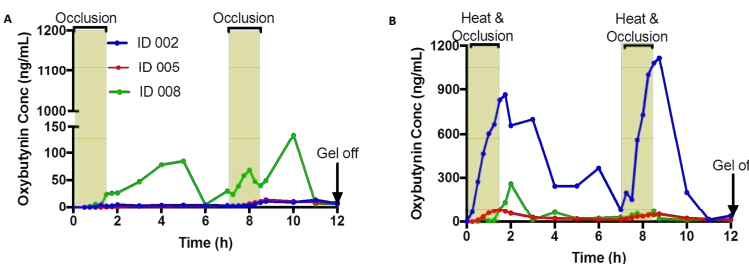 A
Occlusion
Occlusion
Oxybutynin Conc (ng/mL)
1200
1100
1000
150
100
50
0
ID 002
ID 005
ID 008
Gel off
0 2 4 6 8 10 12
Time (h)
B
Heat &
Occlusion
Heat &
Occlusion
Oxybutynin Conc (ng/mL)
1200
900
600
300
0
Gel of
0 2 4 6 8 10 12
Time (h)